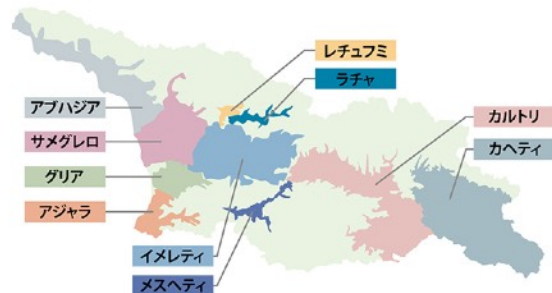 レチュフミ
ラチャ
アブハジア
サメグレロ
グリア
アジャラ
カルトリ
カヘティ
イメレティ
メスヘティ